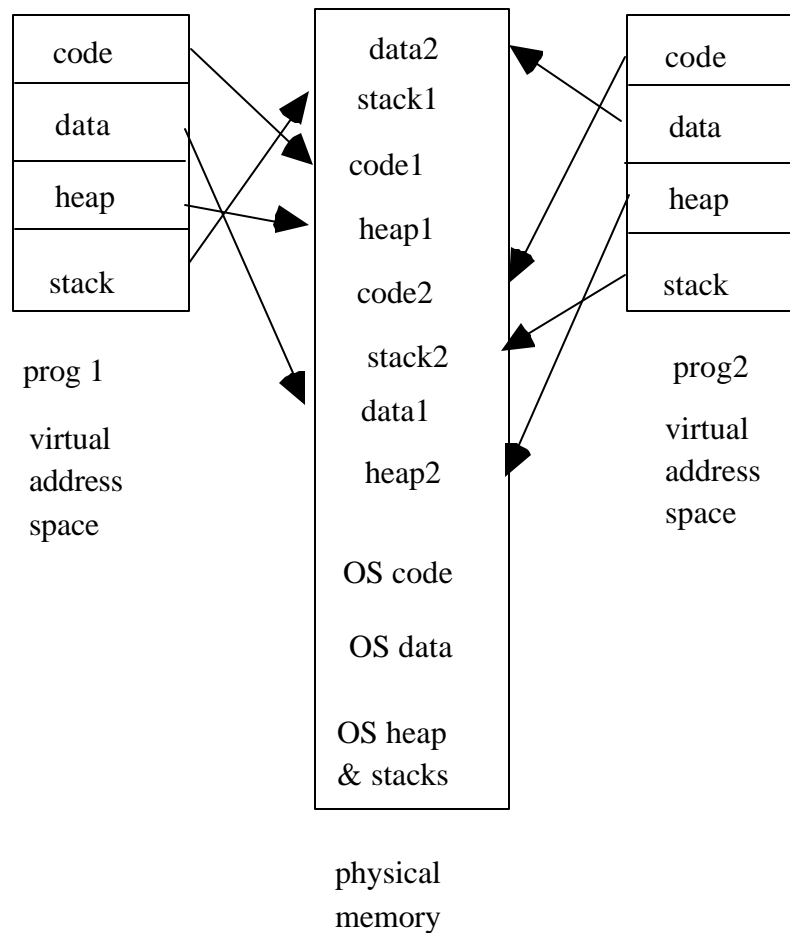 code
data
heap
stack
prog 1
virtual
address
space
data2
stack1
code1
heap1
code2
stack2
data1
heap2
OS code
OS data
OS heap
& stacks
physical
memory
code
data
heap
stack
prog2
virtual
address
space